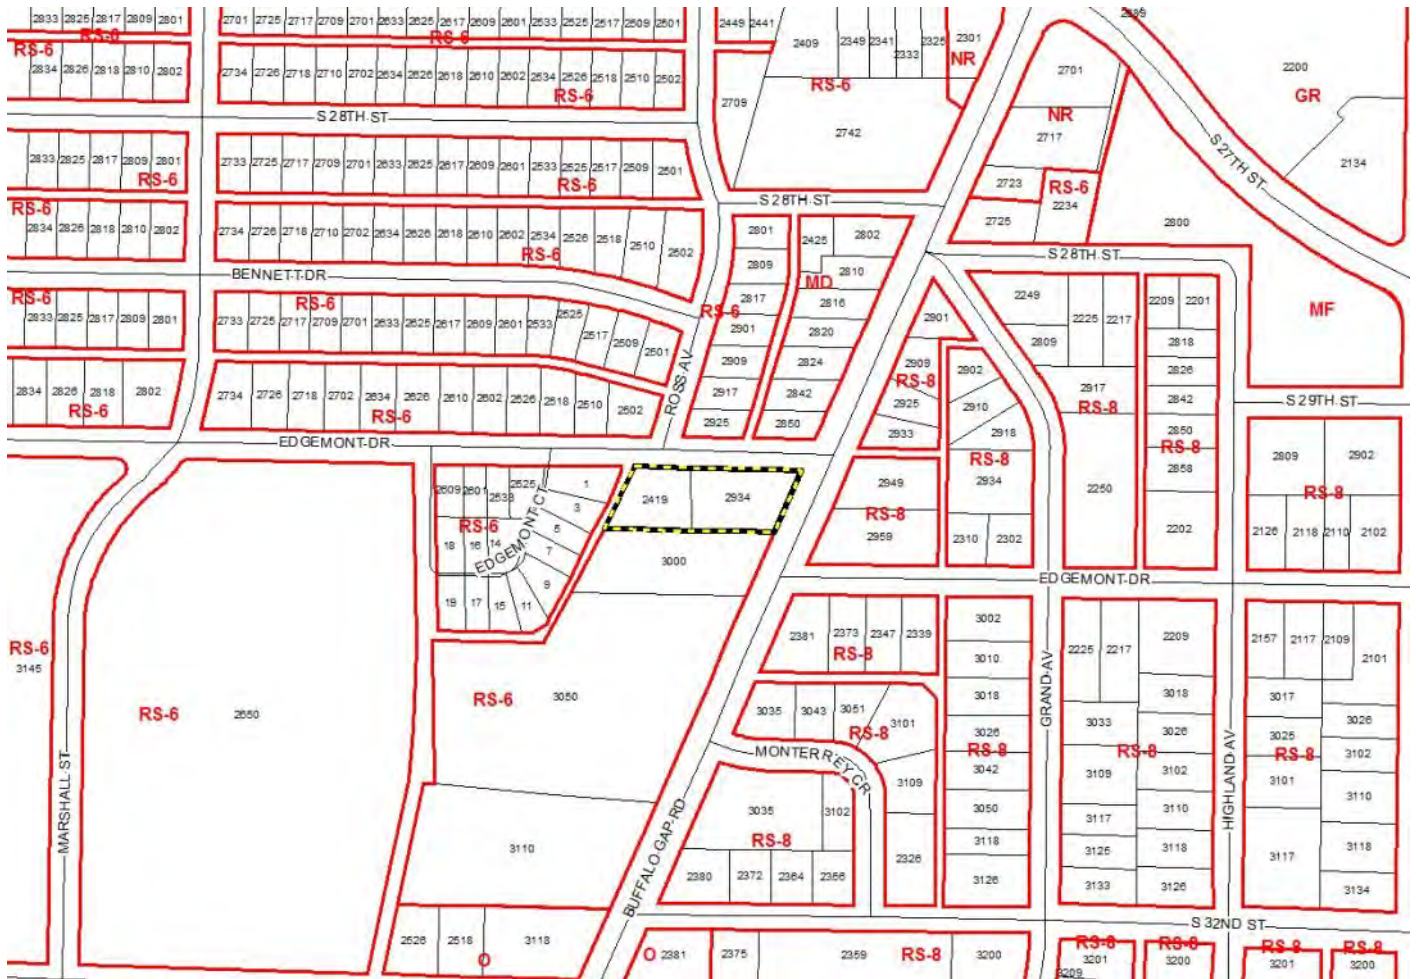 2833 2825 2817 2809 2801 2701 2725 2717 2709 2701 2633 2625 2617 2609 2601 2533 2525 2517 2509 2501 2449 2441
RS-6 RS-6 RS-6
2409 2349 2341 2333 2325 2301 NR
2834 2826 2818 2810 2802 2734 2726 2718 2710 2702 2634 2626 2618 2610 2602 2534 2526 2518 2510 2502
RS-6 RS-6
2701 2200 GR
2709 2742 NR 2717 2134
S 28TH ST
S 27TH ST
2833 2825 2817 2809 2801 2733 2725 2717 2709 2701 2633 2625 2617 2609 2601 2533 2525 2517 2509 2501
RS-6 RS-6
2723 RS-6 2234 2725 2800
S 28TH ST
RS-6
2834 2826 2818 2810 2802 2734 2726 2718 2710 2702 2634 2626 2618 2610 2602 2534 2526 2518 2510 2502
RS-6
2801 2425 2802
S 28TH ST
2809 2810
BENNETT DR
MD
RS-6 RS-6 RS-6
2817 2816
2249 2225 2217 2209 2201
MF
2833 2825 2817 2809 2801 2733 2725 2717 2709 2701 2633 2625 2617 2609 2601 2533 2525 2517 2509 2501
2901 2820 2901 2809 2818
ROSS AV
2909 2824 2909 2902 2826
RS-8
2834 2826 2818 2802 2734 2726 2718 2702 2634 2626 2610 2602 2526 2518 2510 2502
RS-6 RS-6
2917 2842 2925 2910 2917 2842
RS-8
S 29TH ST
2925 2850 2933 2918 2850
RS-8
EDGEMONT DR
RS-8
2858 2809 2902
2609 2601 2533 2525 1
2419 2934
2949 2934 2250
RS-8
3
RS-6
RS-8
2202
18 16 14 5
EDGEMONT CT
2959 2310 2302
2126 2118 2110 2102
7
3000
9
EDGEMONT DR
19 17 15 11
3002
RS-6
3145
2381 2373 2347 2339
RS-8
2225 2217 2209
2157 2117 2109 2101
3010
RS-6
3050
3018 3018 3017
RS-6
2650
3035 3043 3051 3101
RS-8
3026 3033 3026 3025 3026
GRAND AV
MONTERREY CR
RS-8 RS-8 RS-8
3102
3109 3042 3109 3102 3101
HIGHLAND AV
MARSHALL ST
3035 3102 3050 3117 3110 3110
RS-8
3110
BUFFALO GAP RD
2326 3118 3125 3118 3117 3118
2380 2372 2364 2356
3126 3133 3126 3134
S 32ND ST
2526 2518 3118
O
O 2381 2375 2359 RS-8 3200
RS-8 RS-8 RS-8 RS-8
3201 3200 3201 3200
3209